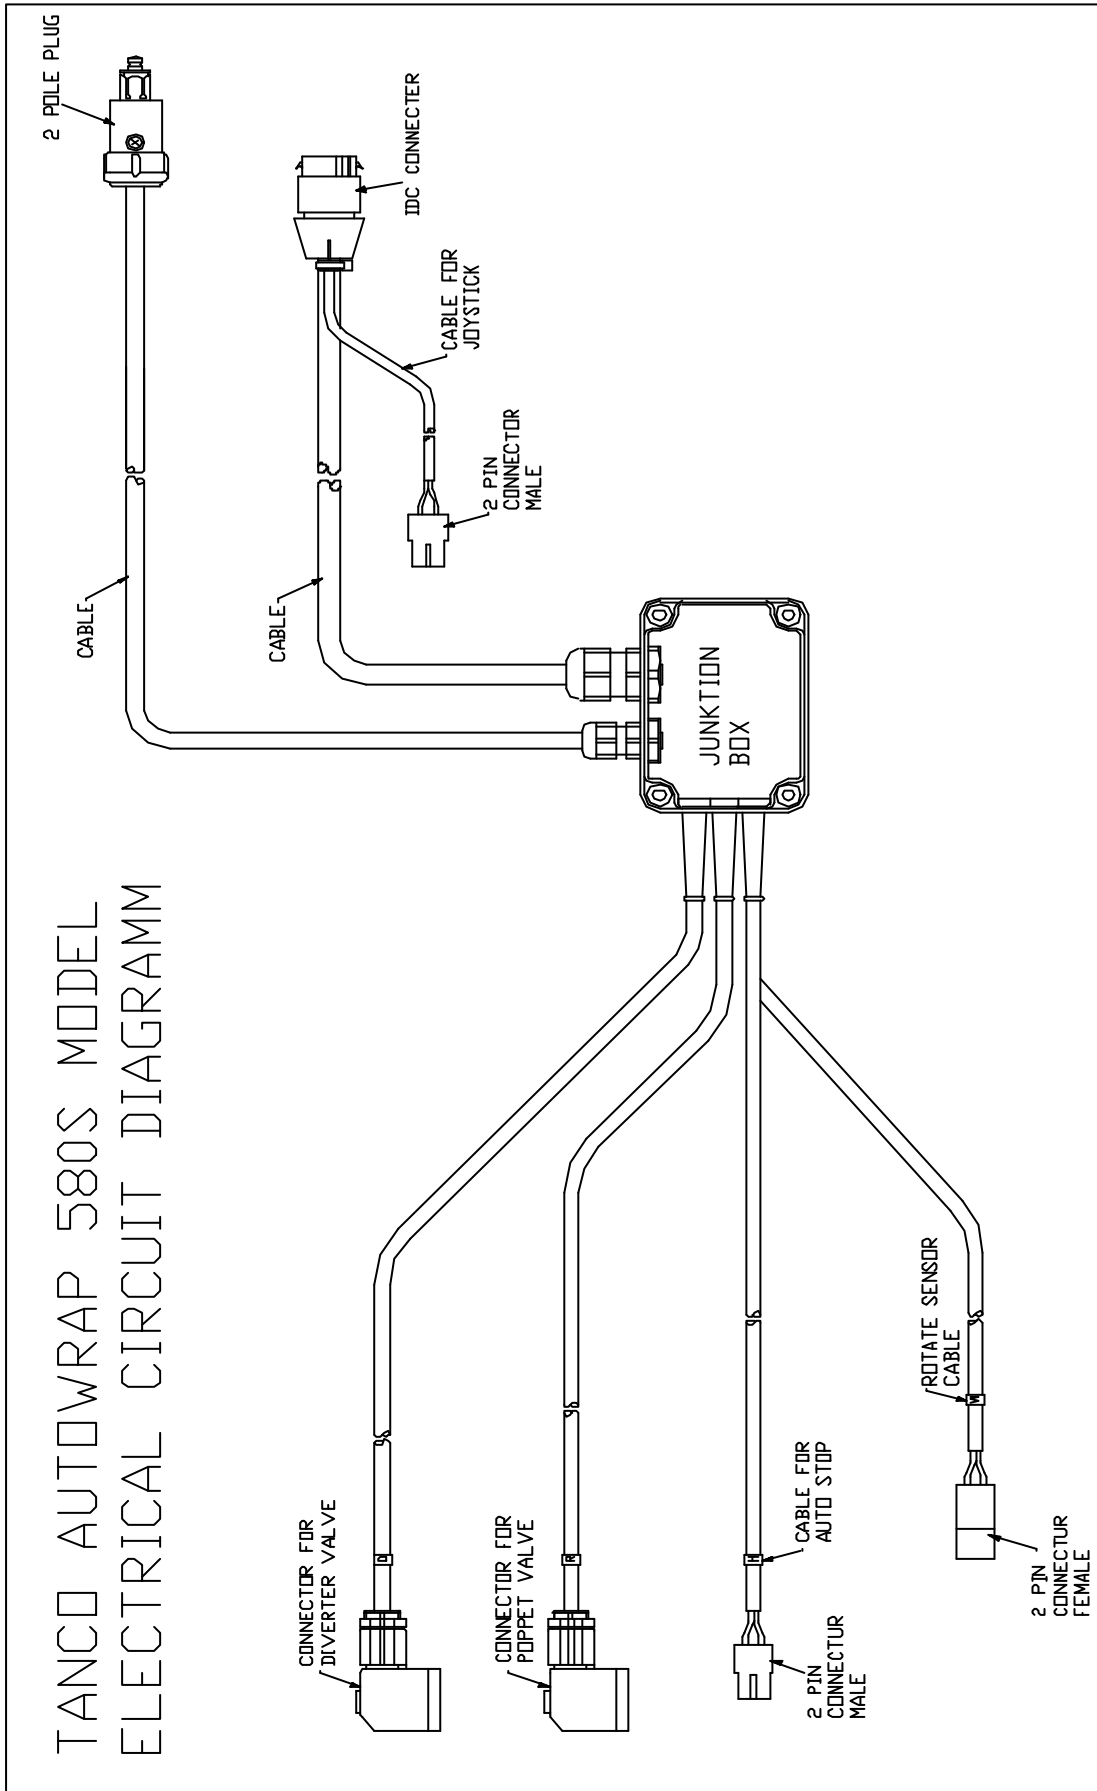 TANCO AUTOWRAP 580S MODEL
ELECTRICAL CIRCUIT DIAGRAMM
2 POLE PLUG
CABLE
IDC CONNECTER
CABLE
CABLE FOR
JOYSTICK
2 PIN
CONNECTOR
MALE
JUNKTION
BOX
CONNECTOR FOR
DIVERTER VALVE
D
CONNECTOR FOR
POPPET VALVE
R
CABLE FOR
AUTO STOP
H
2 PIN
CONNECTUR
MALE
ROTATE SENSOR
CABLE
2 PIN
CONNECTUR
FEMALE